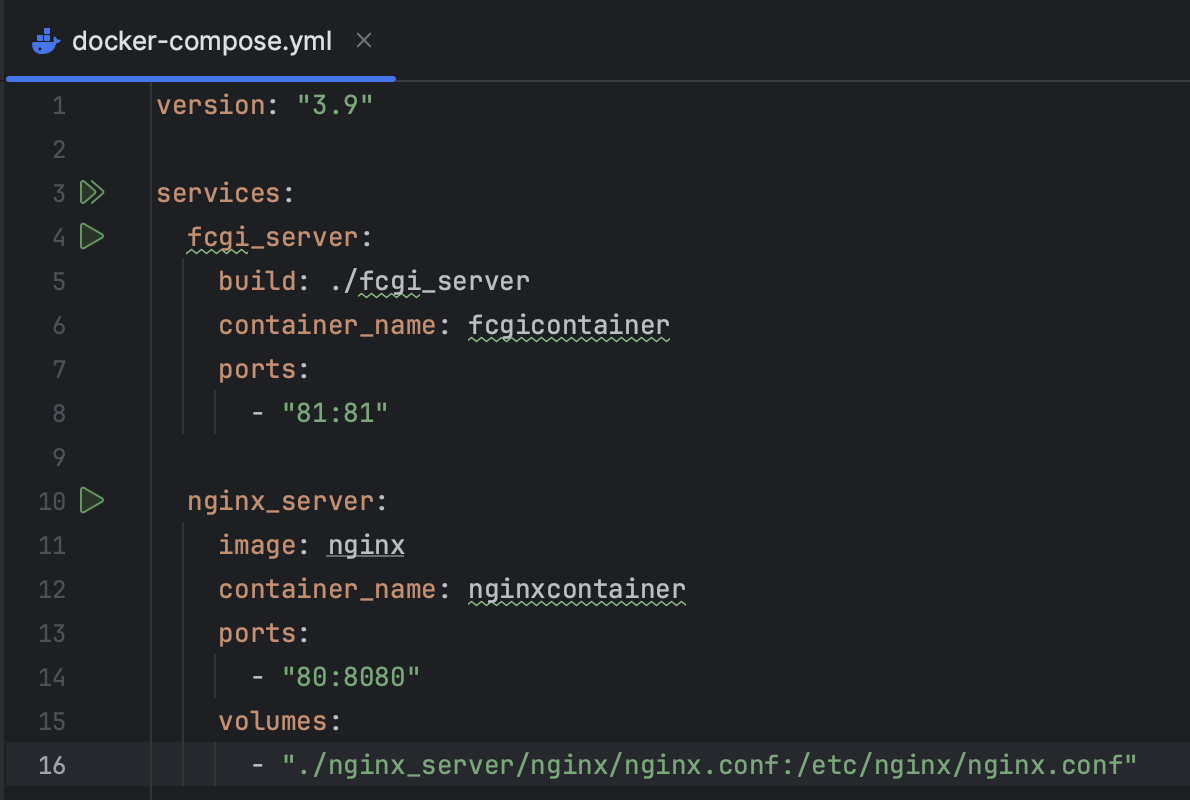 docker-compose.yml
1 version: "3.9"
2
3 services:
4   fcgi_server:
5     build: ./fcgi_server
6     container_name: fcgicontainer
7     ports:
8       - "81:81"
9
10   nginx_server:
11     image: nginx
12     container_name: nginxcontainer
13     ports:
14       - "80:8080"
15     volumes:
16       - "./nginx_server/nginx/nginx.conf:/etc/nginx/nginx.conf"